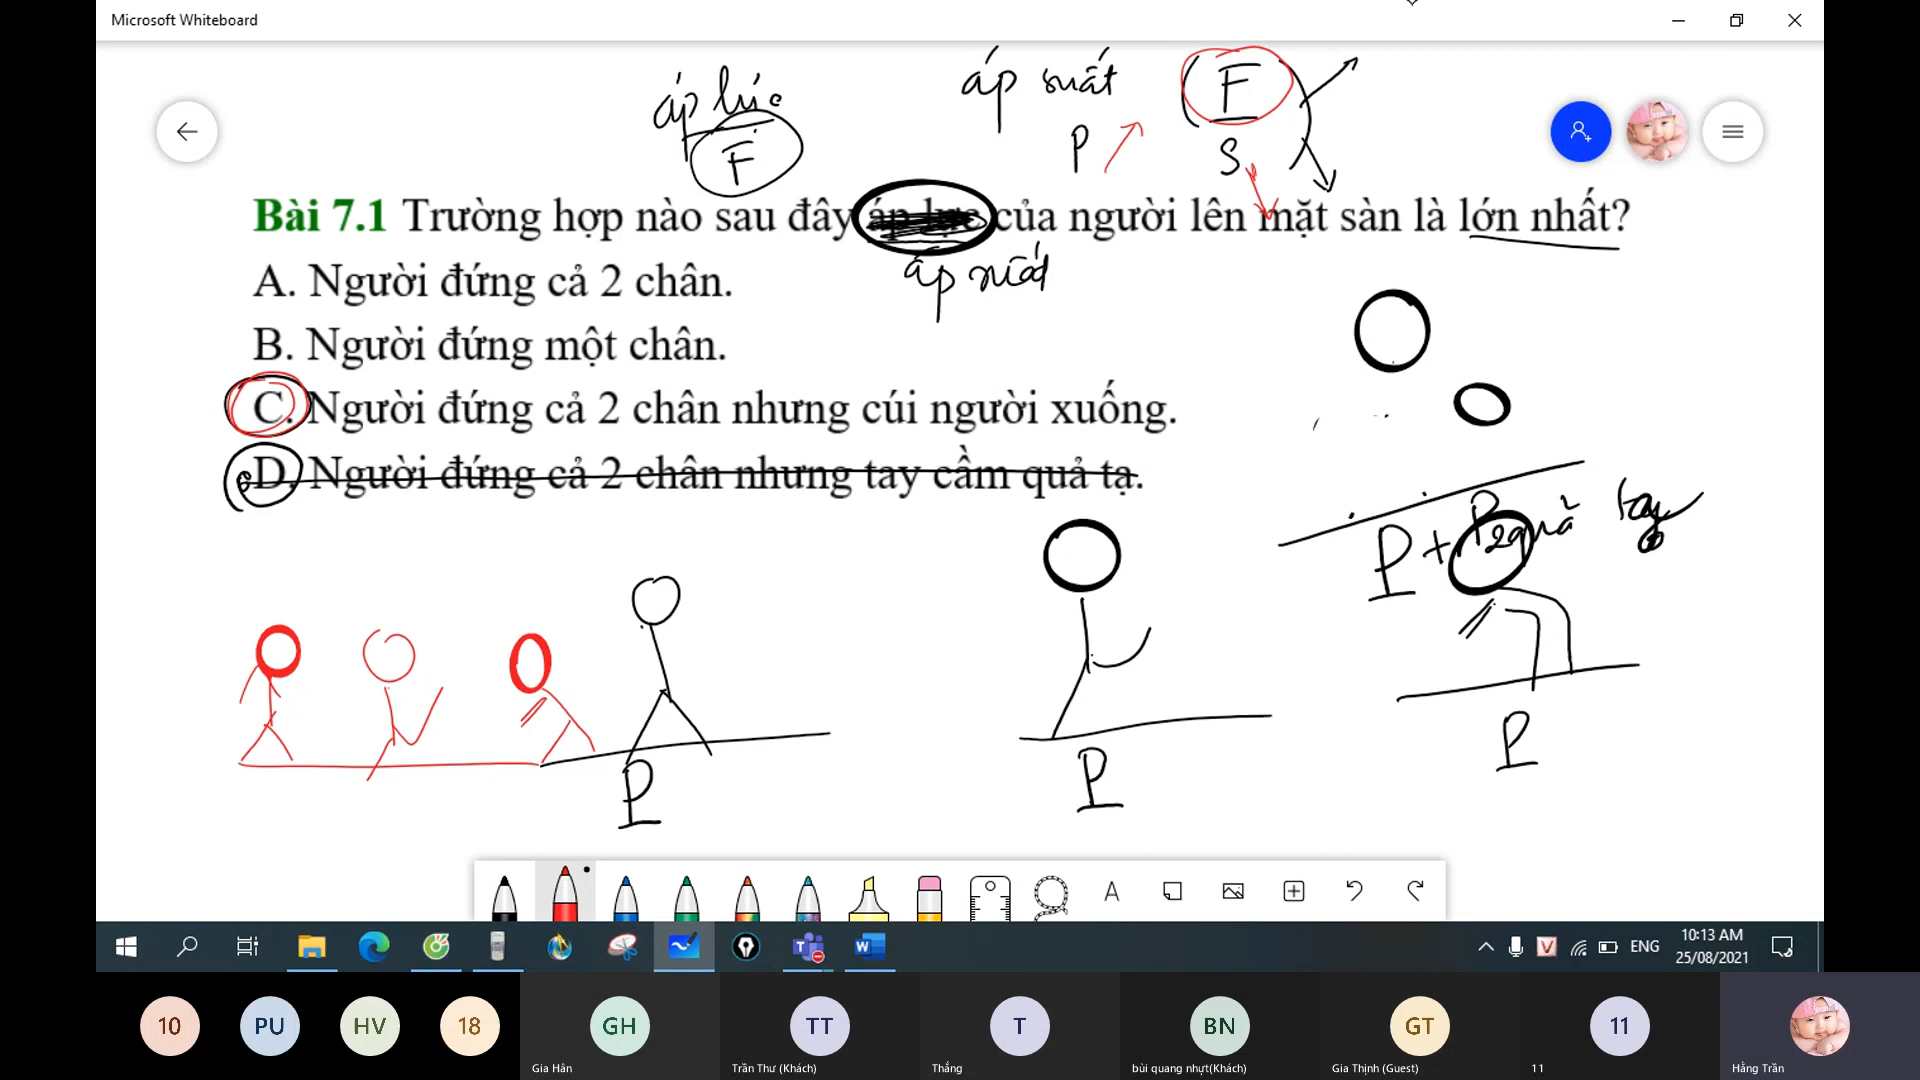 Microsoft Whiteboard
áp lực
F
áp suất
P
F
S
Bài 7.1 Trường hợp nào sau đây áp lực của người lên mặt sàn là lớn nhất?
áp suất
A. Người đứng cả 2 chân.
B. Người đứng một chân.
C. Người đứng cả 2 chân nhưng cúi người xuống.
D. Người đứng cả 2 chân nhưng tay cầm quả tạ.
P + P quả tạ
P
P
P
A
ENG
10:13 AM
25/08/2021
10
PU
HV
18
GH
TT
T
BN
GT
11
Gia Hân
Trần Thư (Khách)
Thắng
bùi quang nhựt(Khách)
Gia Thịnh (Guest)
11
Hằng Trần